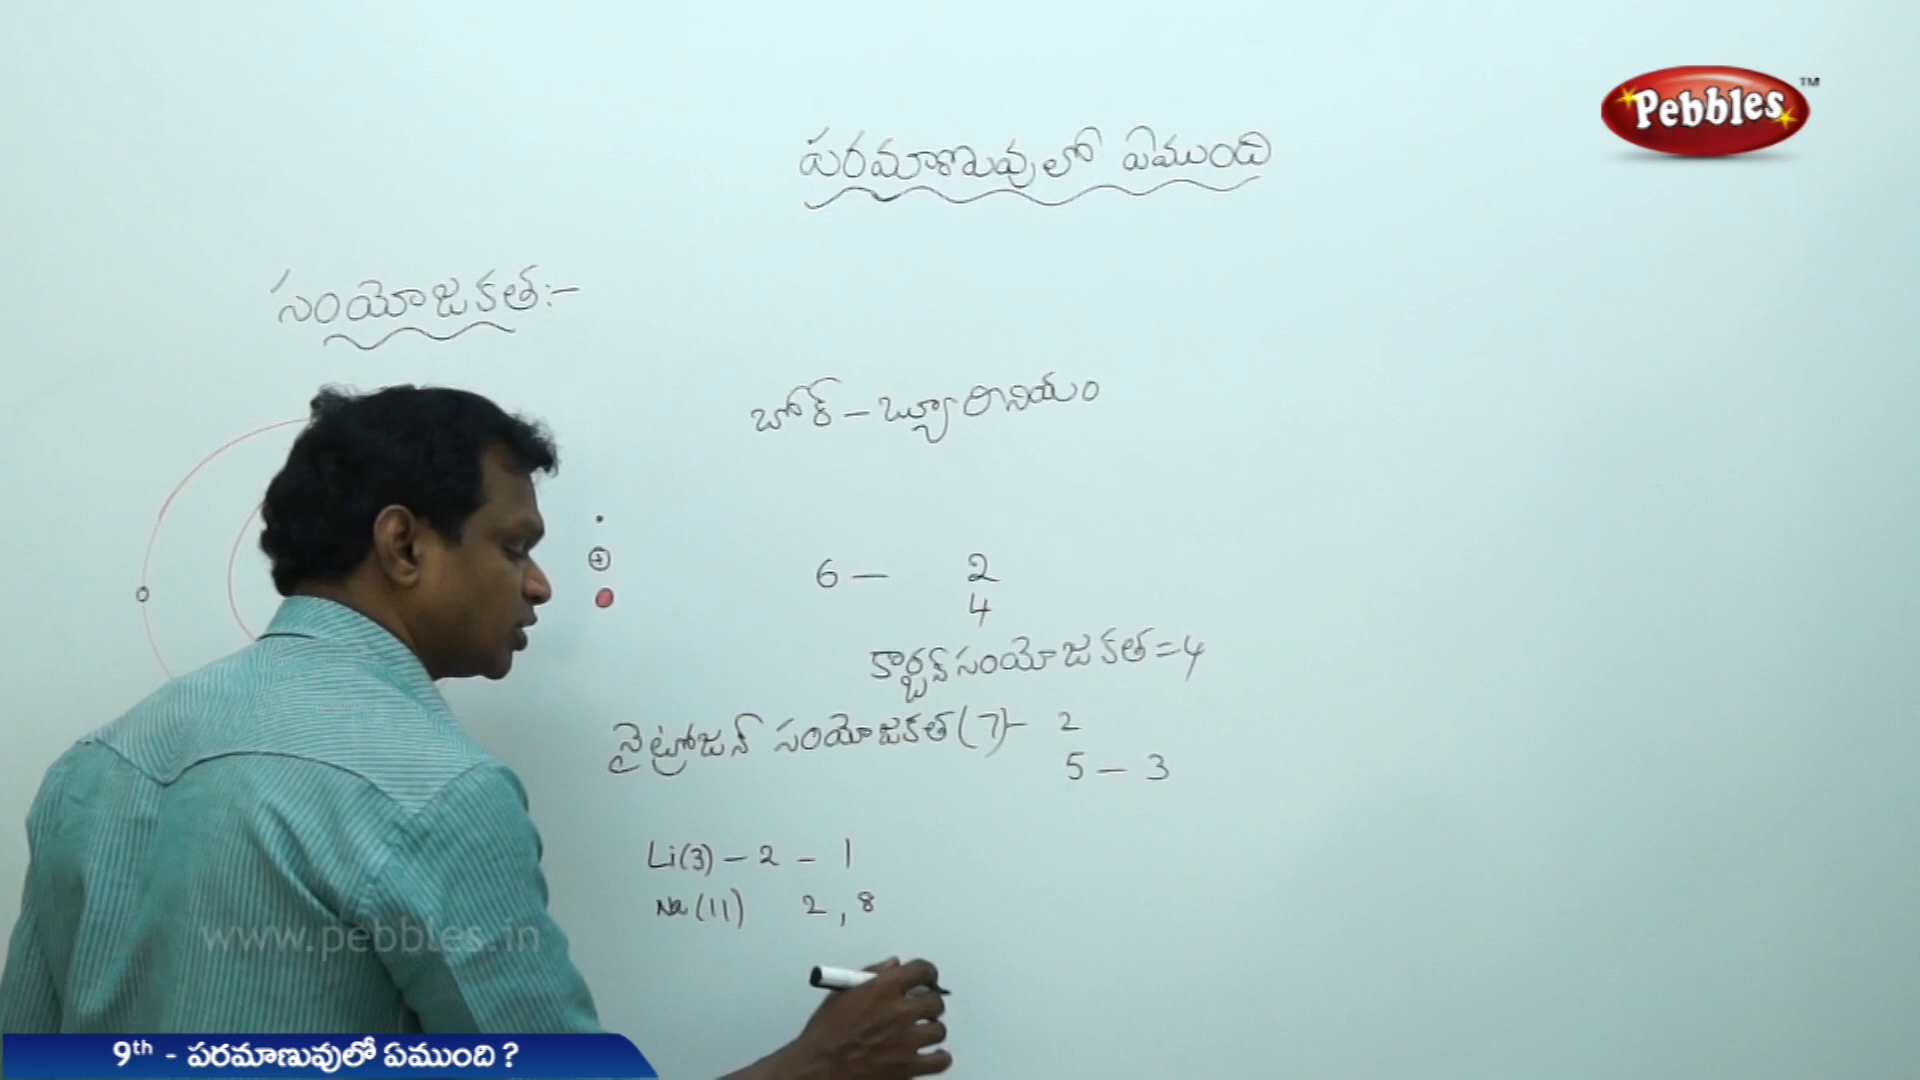 Pebbles™
పరమాణువులో ఏముంది
సంయోజకత:-
బోర్ – బ్యూరినియం
6 – 2
4
కార్బన్ సంయోజకత = 4
నైట్రోజన్ సంయోజకత (7) – 2
5 – 3
Li(3) – 2 – 1
Na (11) 2, 8
www.pebbles.in
9th - పరమాణువులో ఏముంది ?